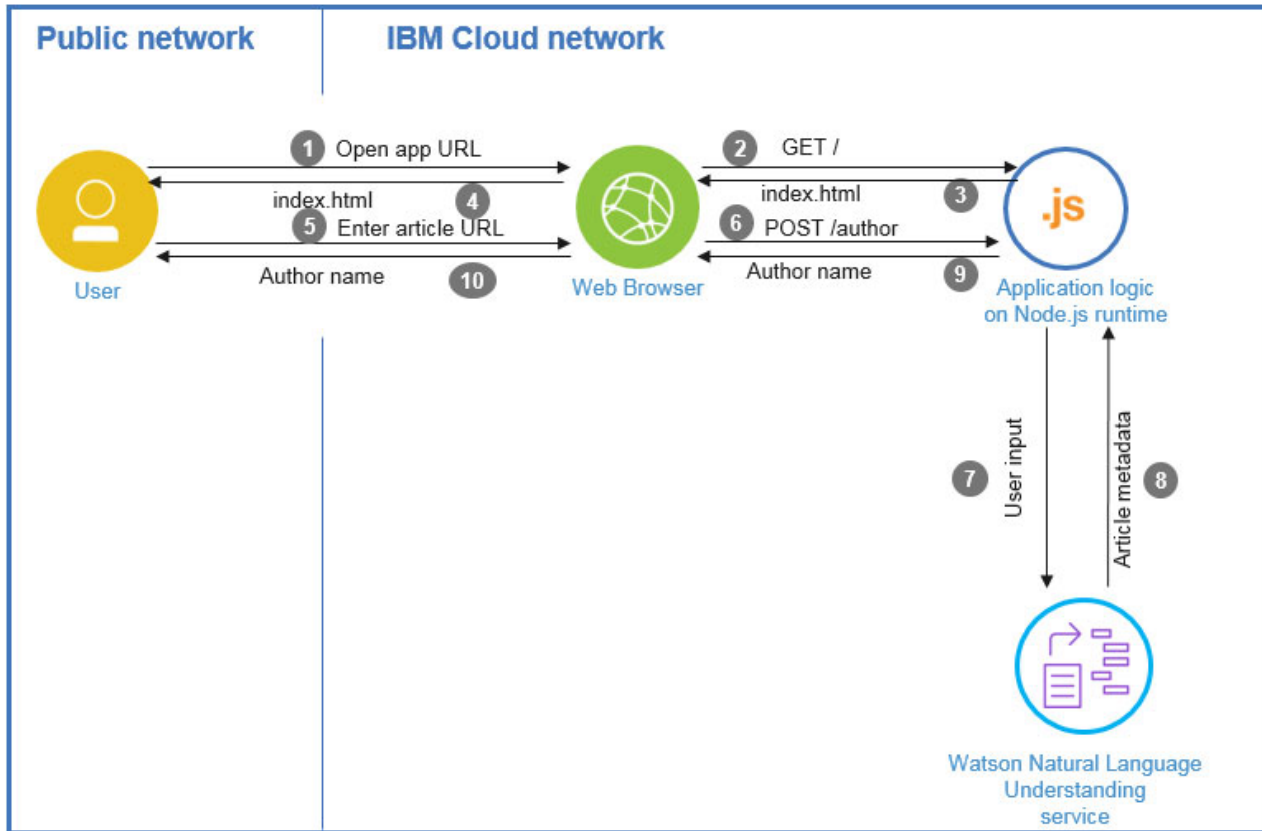 Public network
IBM Cloud network
1 Open app URL
2 GET /
index.html 4
index.html 3
5 Enter article URL
6 POST /author
Author name 10
Author name 9
.js
User
Web Browser
Application logic
on Node.js runtime
7 User input
Article metadata 8
Watson Natural Language
Understanding
service